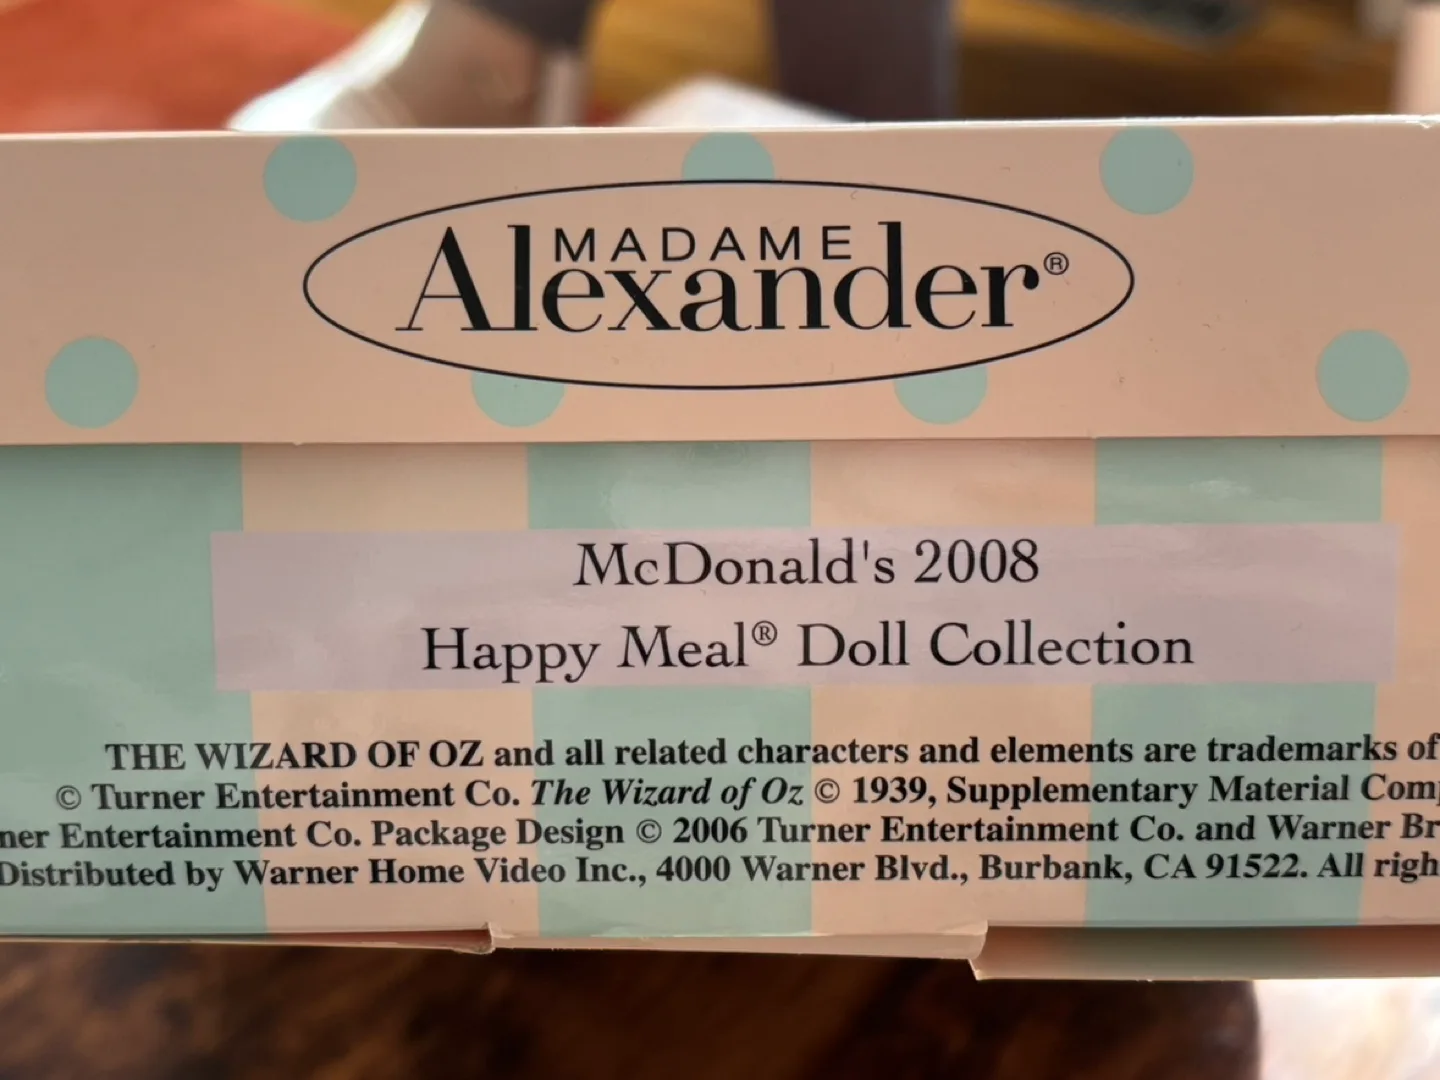 MADAME
Alexander®
McDonald's 2008
Happy Meal® Doll Collection
THE WIZARD OF OZ and all related characters and elements are trademarks of
© Turner Entertainment Co. The Wizard of Oz © 1939, Supplementary Material
Entertainment Co. Package Design © 2006 Turner Entertainment Co. and Warner
Distributed by Warner Home Video Inc., 4000 Warner Blvd., Burbank, CA 91522. All